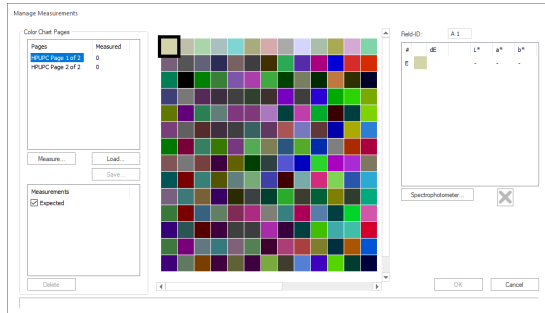 Manage Measurements
Color Chart Pages
Pages Measured
HPUPC Page 1 of 2 0
HPUPC Page 2 of 2 0
Measure... Load...
Save...
Measurements
Expected
Delete
Field-ID: A 1
# dE L* a* b*
E - - -
Spectrophotometer...
OK Cancel